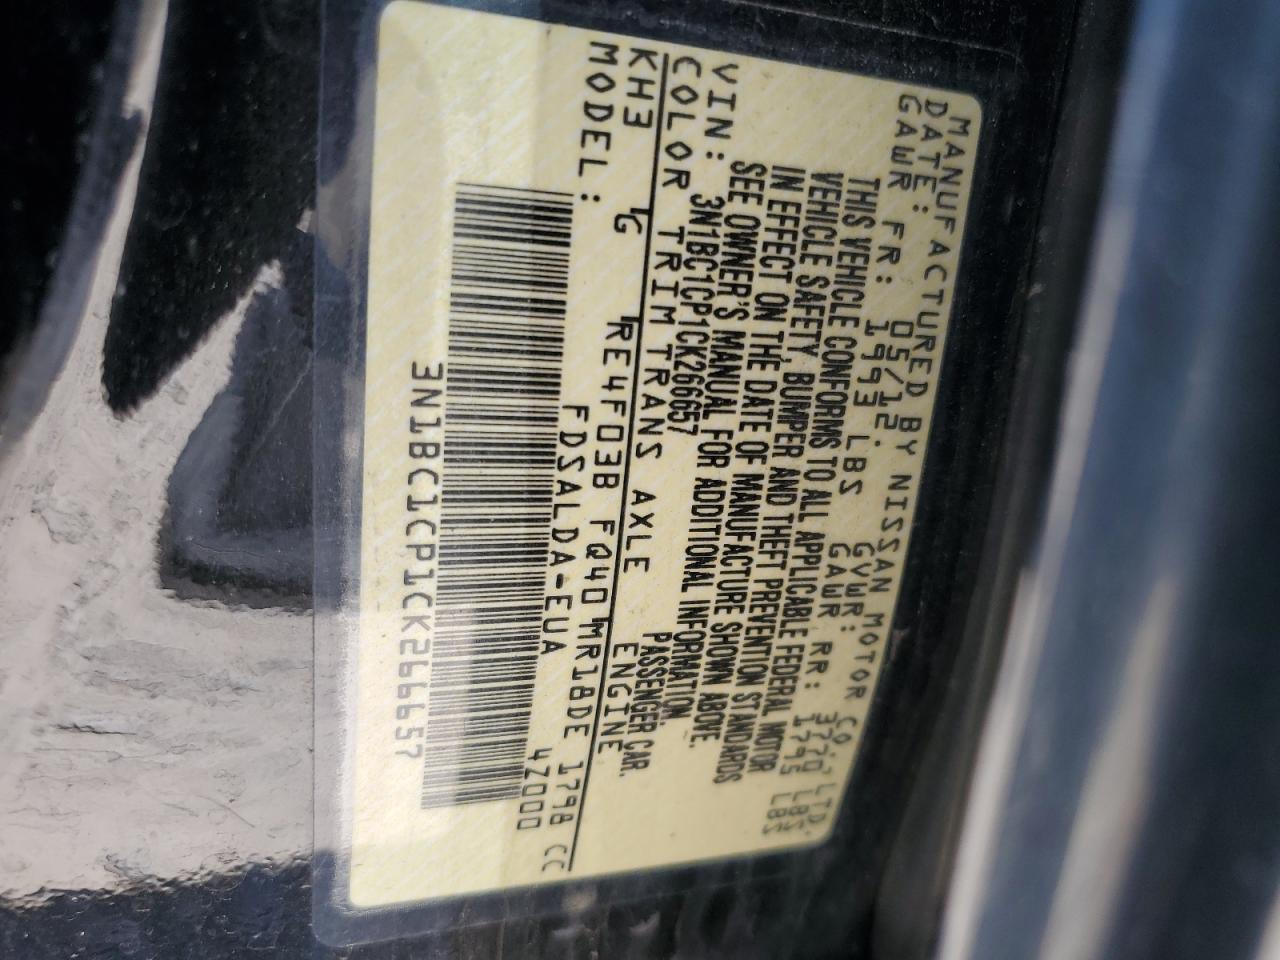 MANUFACTURED BY NISSAN MOTOR CO., LTD.
DATE: 05/12. GVWR: 3770 LBS
GAWR FR: 1993 LBS GAWR RR: 1795 LBS
THIS VEHICLE CONFORMS TO ALL APPLICABLE FEDERAL MOTOR
VEHICLE SAFETY, BUMPER AND THEFT PREVENTION STANDARDS
IN EFFECT ON THE DATE OF MANUFACTURE SHOWN ABOVE.
SEE OWNER'S MANUAL FOR ADDITIONAL INFORMATION.
VIN: 3N1BC1CP1CK266657 PASSENGER CAR.
COLOR TRIM TRANS AXLE ENGINE
KH3 G RE4F03B FQ40 MR18DE 1798 CC
MODEL: FDSALDA-EUA 4Z000
3N1BC1CP1CK266657